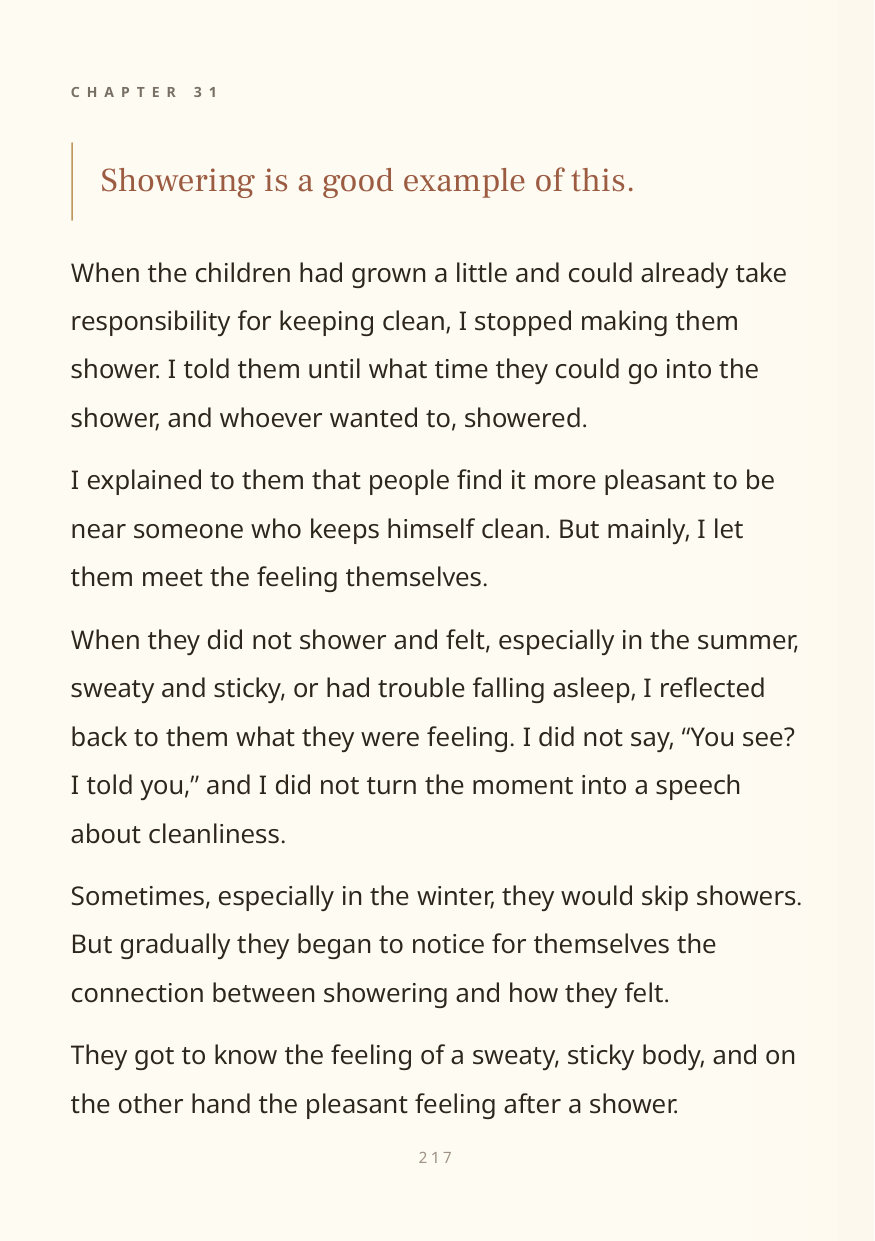 CHAPTER 31
Showering is a good example of this.
When the children had grown a little and could already take
responsibility for keeping clean, I stopped making them
shower. I told them until what time they could go into the
shower, and whoever wanted to, showered.
I explained to them that people find it more pleasant to be
near someone who keeps himself clean. But mainly, I let
them meet the feeling themselves.
When they did not shower and felt, especially in the summer,
sweaty and sticky, or had trouble falling asleep, I reflected
back to them what they were feeling. I did not say, “You see?
I told you,” and I did not turn the moment into a speech
about cleanliness.
Sometimes, especially in the winter, they would skip showers.
But gradually they began to notice for themselves the
connection between showering and how they felt.
They got to know the feeling of a sweaty, sticky body, and on
the other hand the pleasant feeling after a shower.
217